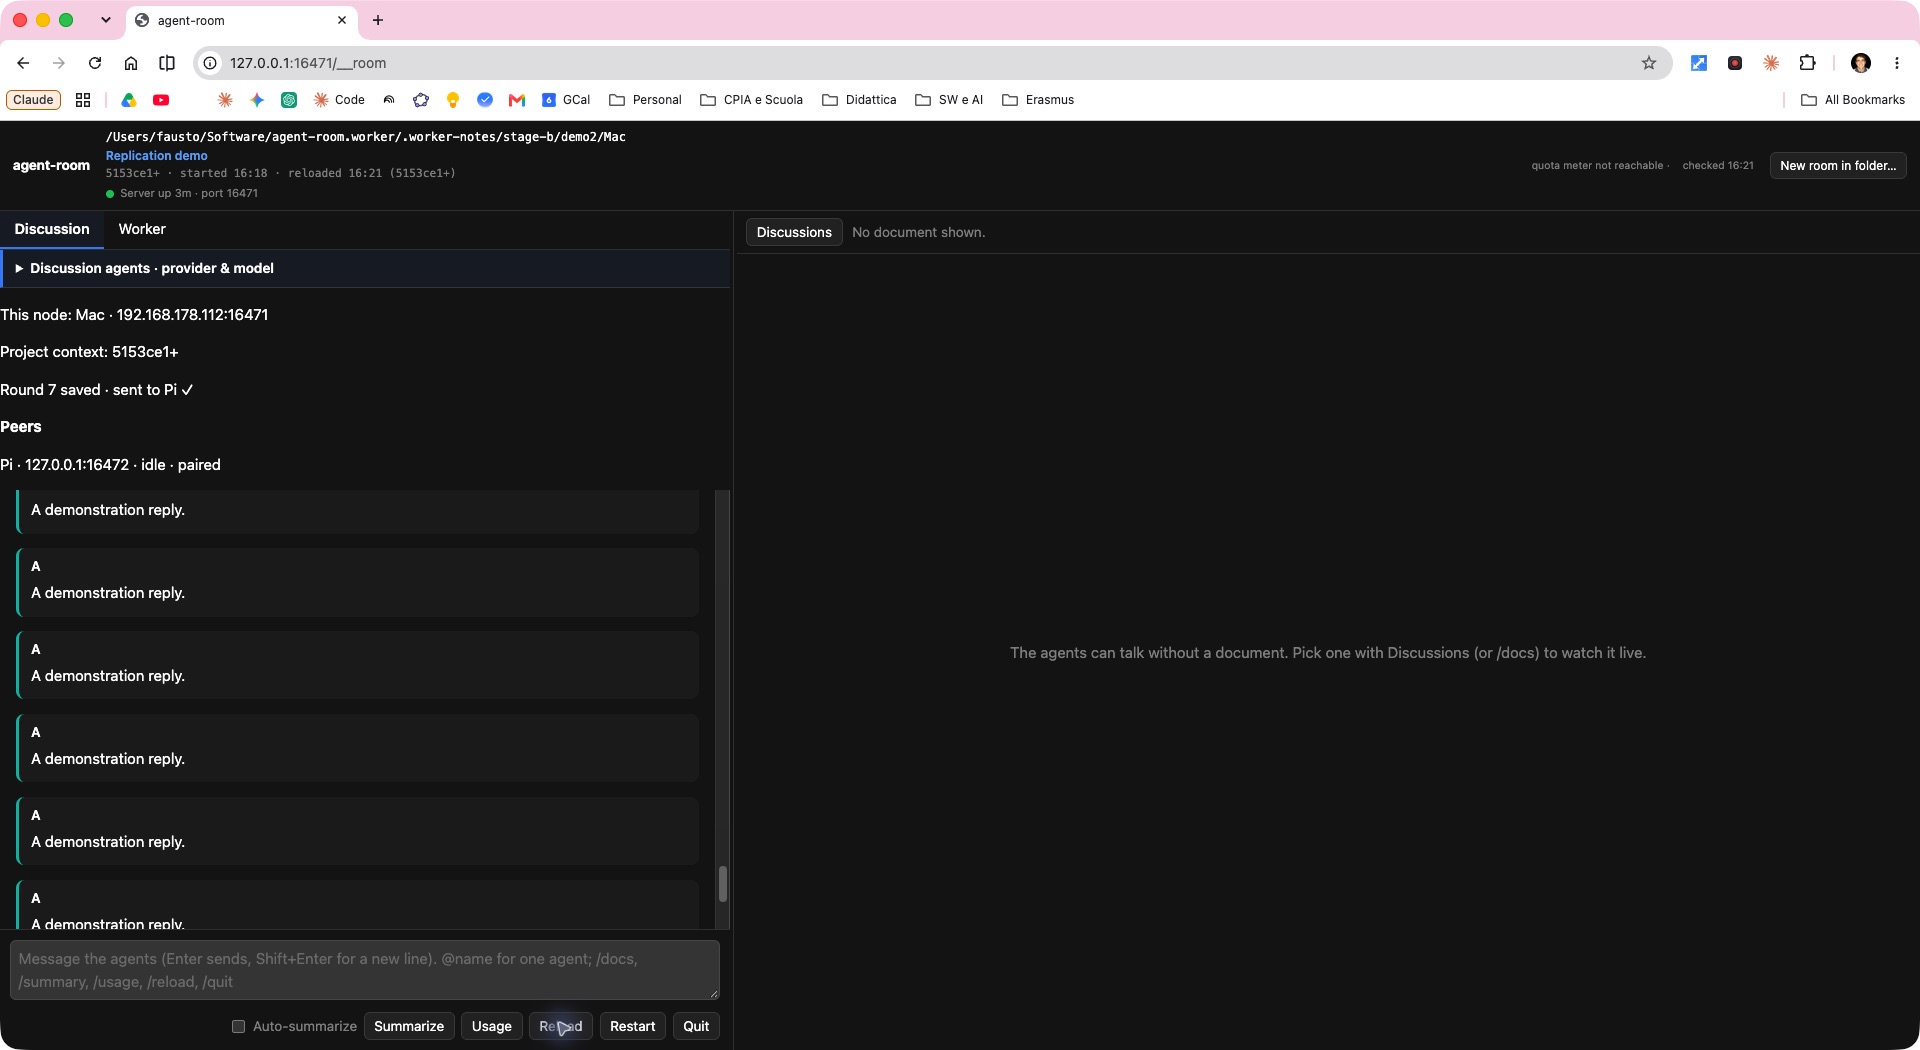 agent-room
127.0.0.1:16471/__room
Claude
Code
GCal
Personal
CPIA e Scuola
Didattica
SW e AI
Erasmus
All Bookmarks
agent-room
/Users/fausto/Software/agent-room.worker/.worker-notes/stage-b/demo2/Mac
Replication demo
5153ce1+ · started 16:18 · reloaded 16:21 (5153ce1+)
Server up 3m · port 16471
quota meter not reachable · checked 16:21
New room in folder...
Discussion
Worker
Discussions
No document shown.
Discussion agents · provider & model
This node: Mac · 192.168.178.112:16471
Project context: 5153ce1+
Round 7 saved · sent to Pi ✓
Peers
Pi · 127.0.0.1:16472 · idle · paired
A demonstration reply.
A
A demonstration reply.
A
A demonstration reply.
A
A demonstration reply.
A
A demonstration reply.
A
A demonstration reply.
The agents can talk without a document. Pick one with Discussions (or /docs) to watch it live.
Message the agents (Enter sends, Shift+Enter for a new line). @name for one agent; /docs,
/summary, /usage, /reload, /quit
Auto-summarize
Summarize
Usage
Reload
Restart
Quit